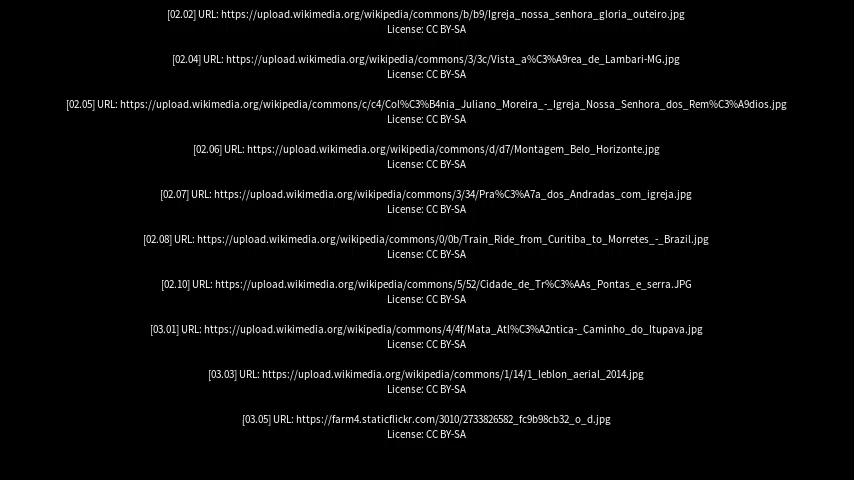 [02.02] URL: https://upload.wikimedia.org/wikipedia/commons/b/b9/Igreja_nossa_senhora_gloria_outeiro.jpg
License: CC BY-SA
[02.04] URL: https://upload.wikimedia.org/wikipedia/commons/3/3c/Vista_a%C3%A9rea_de_Lambari-MG.jpg
License: CC BY-SA
[02.05] URL: https://upload.wikimedia.org/wikipedia/commons/c/c4/Col%C3%B4nia_Juliano_Moreira_-_Igreja_Nossa_Senhora_dos_Rem%C3%A9dios.jpg
License: CC BY-SA
[02.06] URL: https://upload.wikimedia.org/wikipedia/commons/d/d7/Montagem_Belo_Horizonte.jpg
License: CC BY-SA
[02.07] URL: https://upload.wikimedia.org/wikipedia/commons/3/34/Pra%C3%A7a_dos_Andradas_com_igreja.jpg
License: CC BY-SA
[02.08] URL: https://upload.wikimedia.org/wikipedia/commons/0/0b/Train_Ride_from_Curitiba_to_Morretes_-_Brazil.jpg
License: CC BY-SA
[02.10] URL: https://upload.wikimedia.org/wikipedia/commons/5/52/Cidade_de_Tr%C3%AAs_Pontas_e_serra.JPG
License: CC BY-SA
[03.01] URL: https://upload.wikimedia.org/wikipedia/commons/4/4f/Mata_Atl%C3%A2ntica-_Caminho_do_Itupava.jpg
License: CC BY-SA
[03.03] URL: https://upload.wikimedia.org/wikipedia/commons/1/14/1_leblon_aerial_2014.jpg
License: CC BY-SA
[03.05] URL: https://farm4.staticflickr.com/3010/2733826582_fc9b98cb32_o_d.jpg
License: CC BY-SA